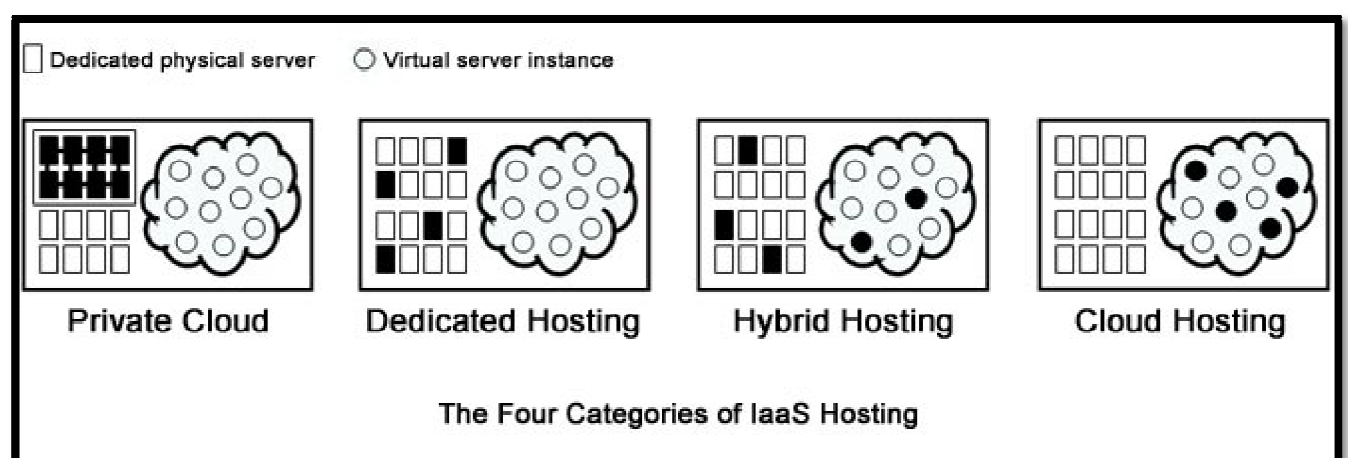 Dedicated physical server
Virtual server instance
Private Cloud
Dedicated Hosting
Hybrid Hosting
Cloud Hosting
The Four Categories of IaaS Hosting